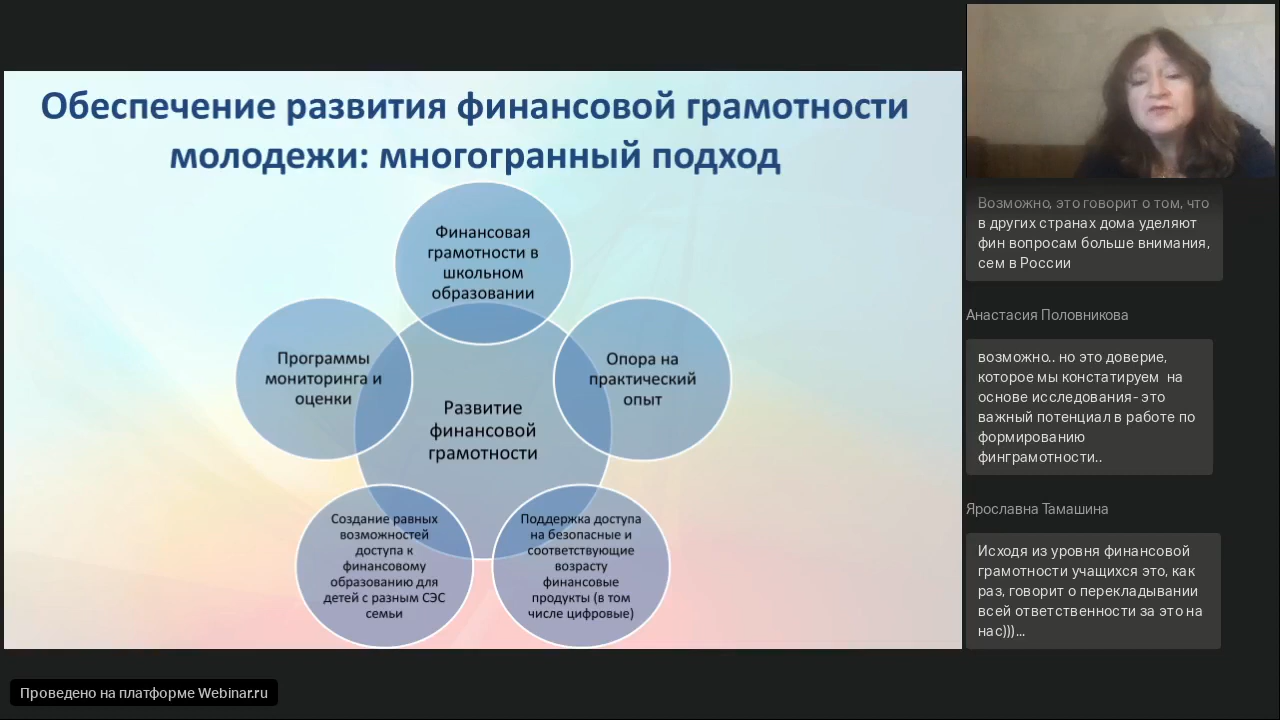 Обеспечение развития финансовой грамотности
молодежи: многогранный подход
Финансовая
грамотности в
школьном
образовании
Программы
мониторинга и
оценки
Опора на
практический
опыт
Развитие
финансовой
грамотности
Создание равных
возможностей
доступа к
финансовому
образованию для
детей с разным СЭС
семьи
Поддержка доступа
на безопасные и
соответствующие
возрасту
финансовые
продукты (в том
числе цифровые)
Возможно, это говорит о том, что
в других странах дома уделяют
фин вопросам больше внимания,
сем в России
Анастасия Половникова
возможно.. но это доверие,
которое мы констатируем на
основе исследования- это
важный потенциал в работе по
формированию
финграмотности..
Ярославна Тамашина
Исходя из уровня финансовой
грамотности учащихся это, как
раз, говорит о перекладывании
всей ответственности за это на
нас)))...
Проведено на платформе Webinar.ru